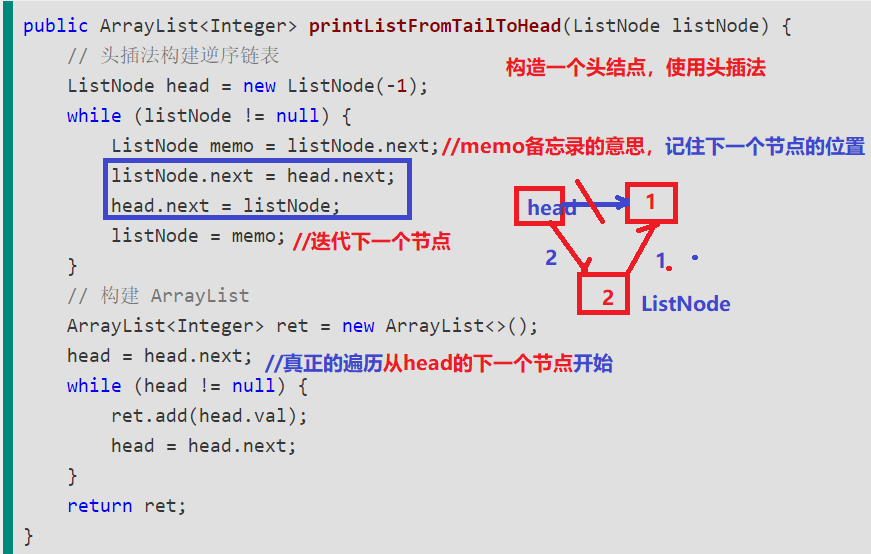 public ArrayList<Integer> printListFromTailToHead(ListNode listNode) {
// 头插法构建逆序链表
构造一个头结点，使用头插法
ListNode head = new ListNode(-1);
while (listNode != null) {
ListNode memo = listNode.next;//memo备忘录的意思，记住下一个节点的位置
listNode.next = head.next;
head.next = listNode;
head
1
listNode = memo; //迭代下一个节点
2
1.
}
2
ListNode
// 构建 ArrayList
ArrayList<Integer> ret = new ArrayList<>();
head = head.next; //真正的遍历从head的下一个节点开始
while (head != null) {
ret.add(head.val);
head = head.next;
}
return ret;
}